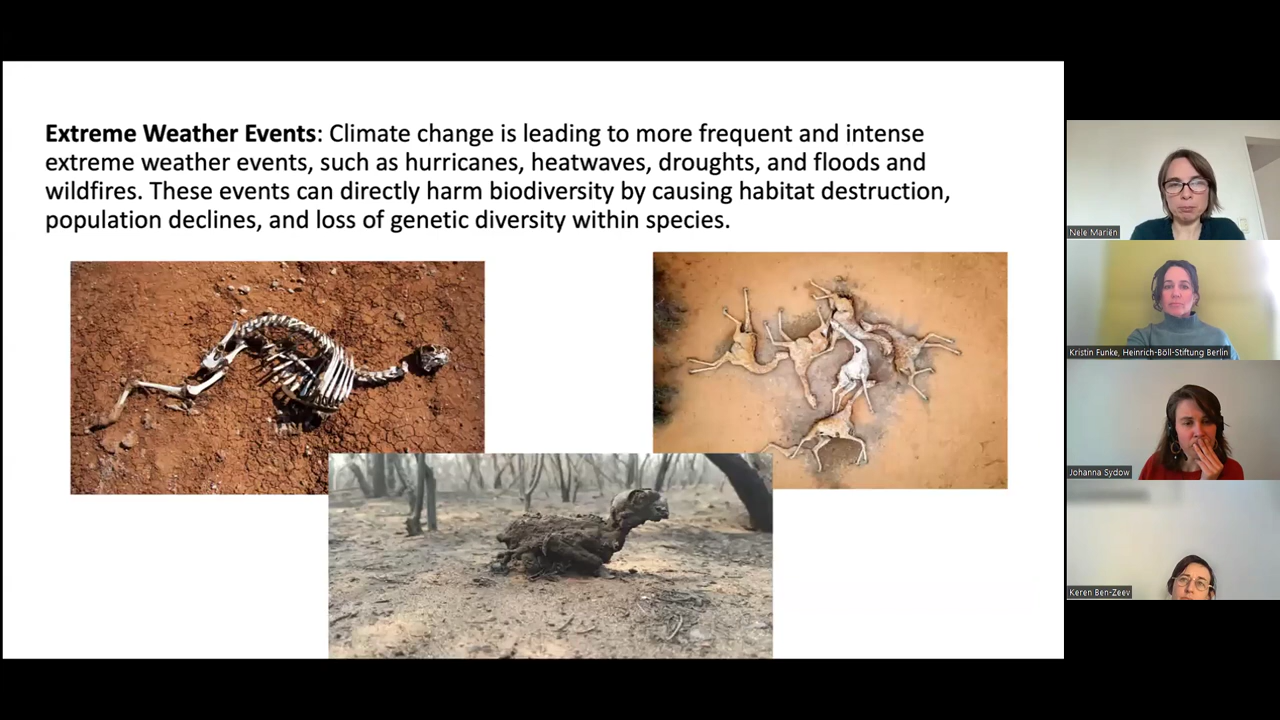 Extreme Weather Events: Climate change is leading to more frequent and intense
extreme weather events, such as hurricanes, heatwaves, droughts, and floods and
wildfires. These events can directly harm biodiversity by causing habitat destruction,
population declines, and loss of genetic diversity within species.
Nele Mariën
Kristin Funke, Heinrich-Böll-Stiftung Berlin
Johanna Sydow
Keren Ben-Zeev